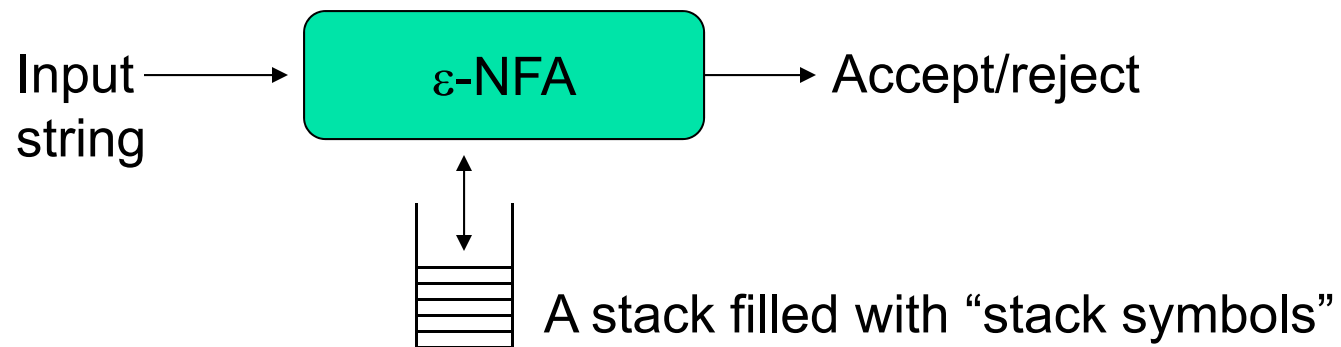 Input
string
ε-NFA
Accept/reject
A stack filled with “stack symbols”